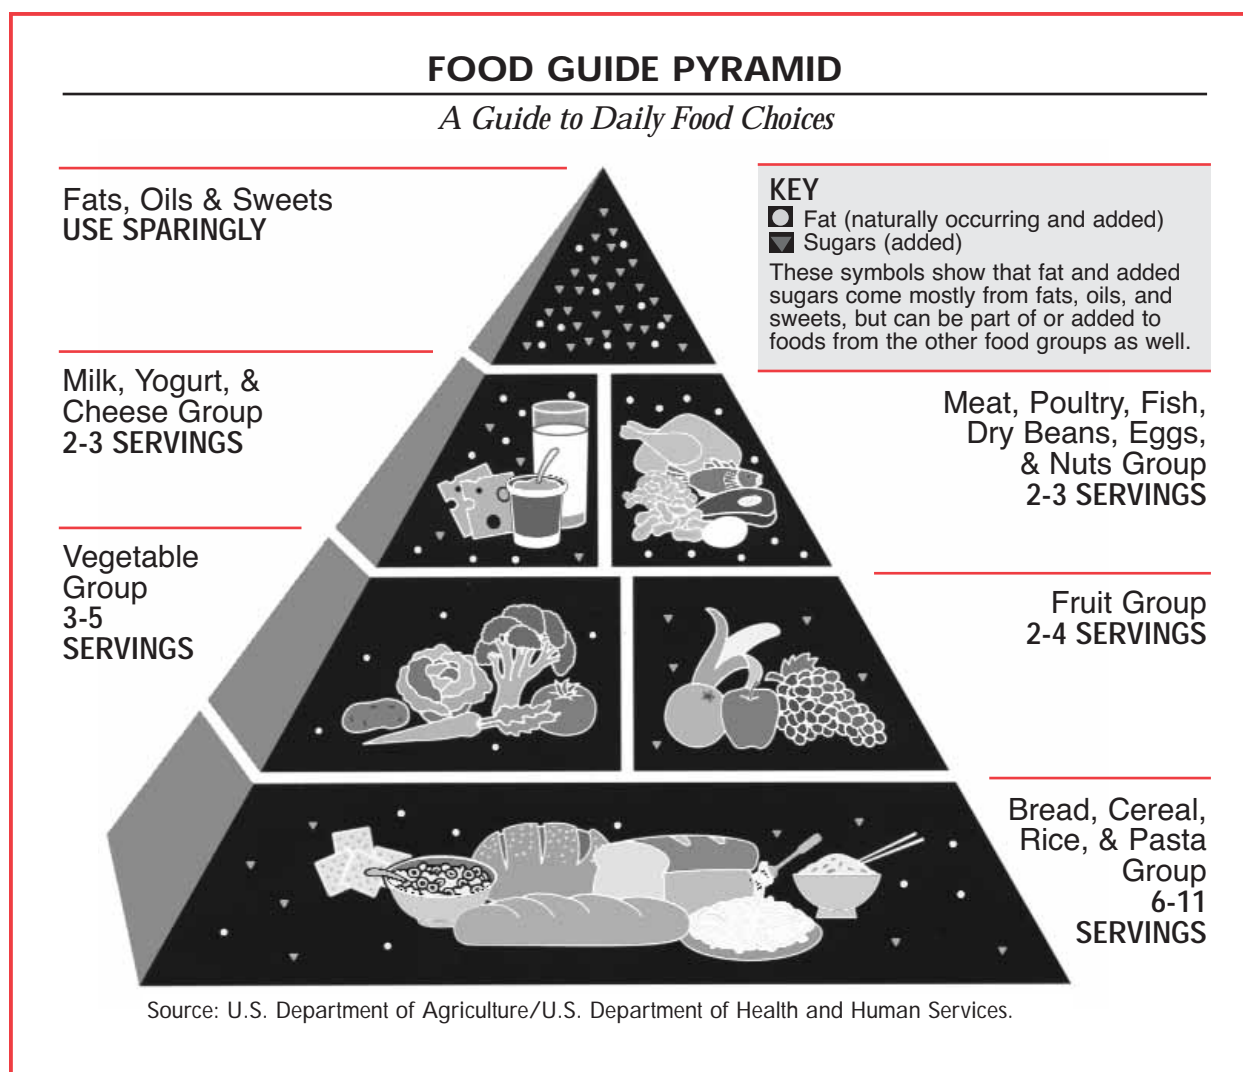 FOOD GUIDE PYRAMID
A Guide to Daily Food Choices
Fats, Oils & Sweets
USE SPARINGLY
KEY
Fat (naturally occurring and added)
Sugars (added)
These symbols show that fat and added
sugars come mostly from fats, oils, and
sweets, but can be part of or added to
foods from the other food groups as well.
Milk, Yogurt, &
Cheese Group
2-3 SERVINGS
Meat, Poultry, Fish,
Dry Beans, Eggs,
& Nuts Group
2-3 SERVINGS
Vegetable
Group
3-5
SERVINGS
Fruit Group
2-4 SERVINGS
Bread, Cereal,
Rice, & Pasta
Group
6-11
SERVINGS
Source: U.S. Department of Agriculture/U.S. Department of Health and Human Services.